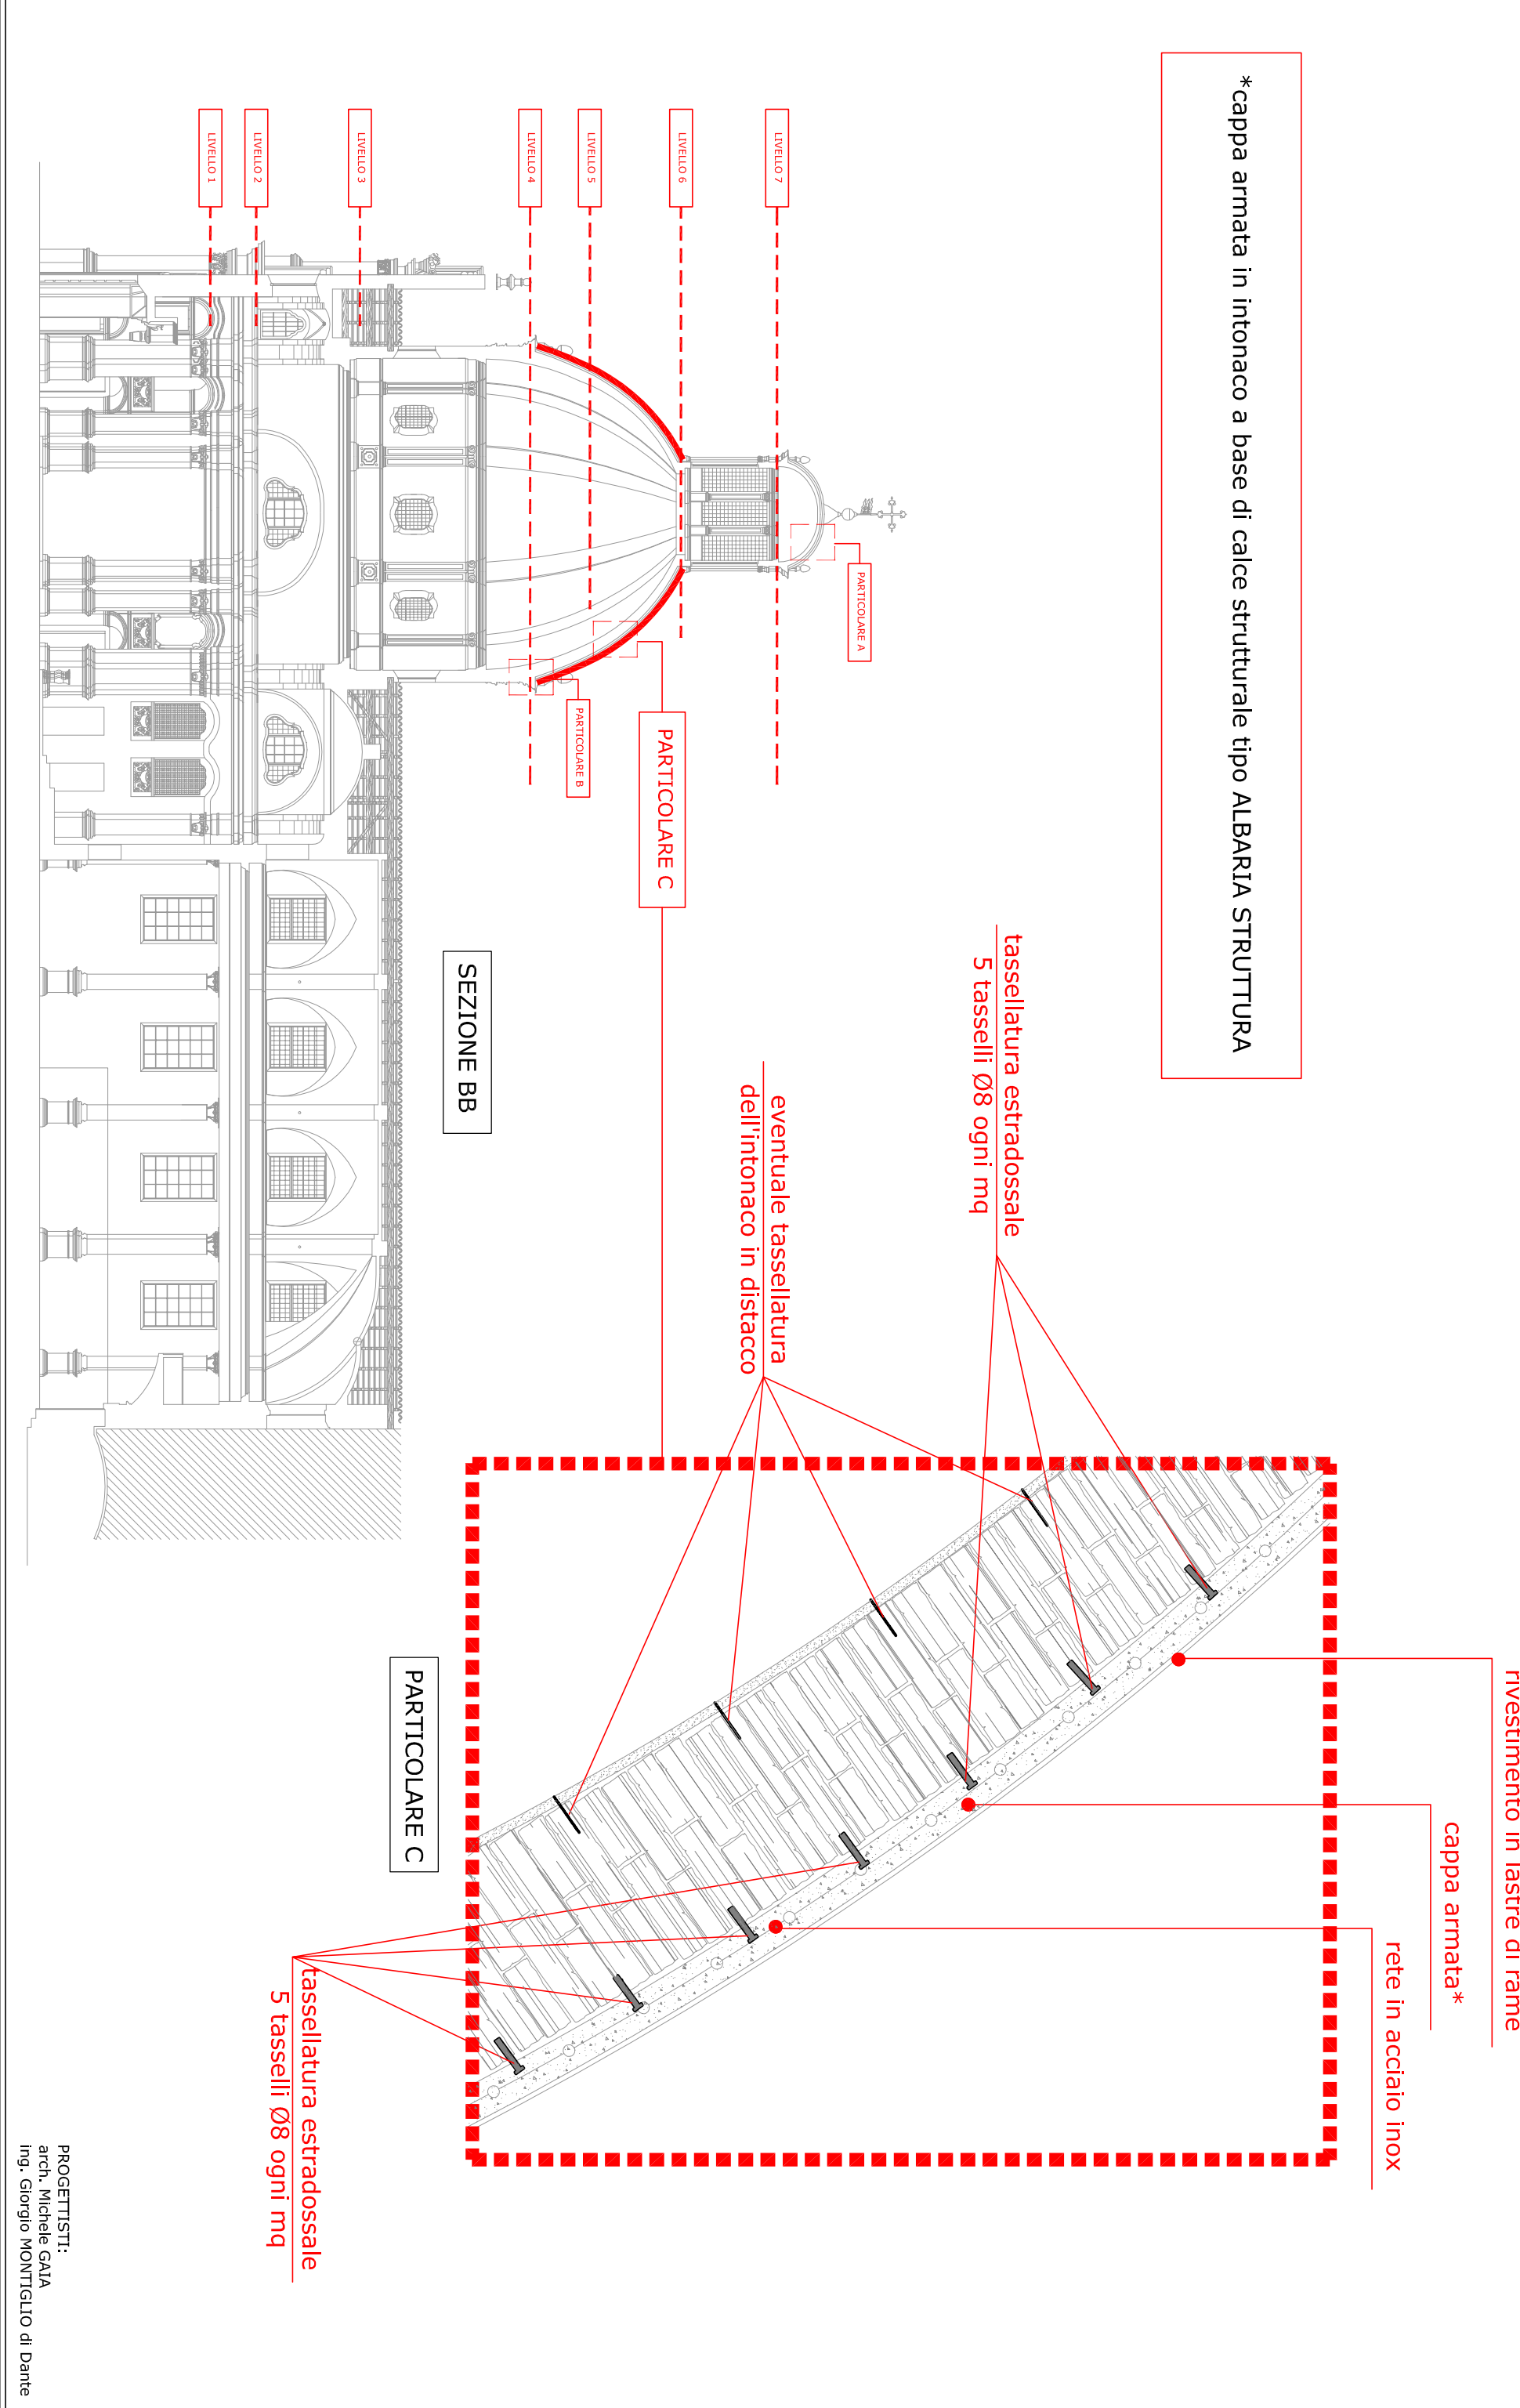 *cappa armata in intonaco a base di calce strutturale tipo ALBARIA STRUTTURA
rivestimento in lastre di rame
cappa armata*
rete in acciaio inox
tassellatura estradossale
5 tasselli Ø8 ogni mq
eventuale tassellatura
dell'intonaco in distacco
PARTICOLARE A
LIVELLO 7
LIVELLO 6
PARTICOLARE C
LIVELLO 5
PARTICOLARE B
LIVELLO 4
LIVELLO 3
LIVELLO 2
LIVELLO 1
SEZIONE BB
PARTICOLARE C
tassellatura estradossale
5 tasselli Ø8 ogni mq
PROGETTISTI:
arch. Michele GAIA
ing. Giorgio MONTIGLIO di Dante